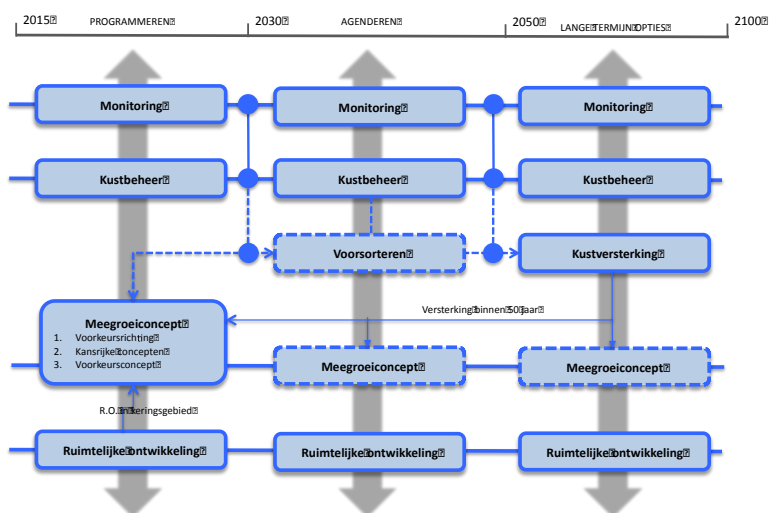 2015
PROGRAMMEREN
2030
AGENDEREN
2050
LANGE TERMIJN OPTIES
2100
Monitoring
Monitoring
Monitoring
Kustbeheer
Kustbeheer
Kustbeheer
Voorsorteren
Kustversterking
Versterking binnen 50 jaar
Meegroeiconcept
1. Voorkeursrichting
2. Kansrijke concepten
3. Voorkeursconcept
Meegroeiconcept
Meegroeiconcept
R.O. in keringsgebied
Ruimtelijke ontwikkeling
Ruimtelijke ontwikkeling
Ruimtelijke ontwikkeling